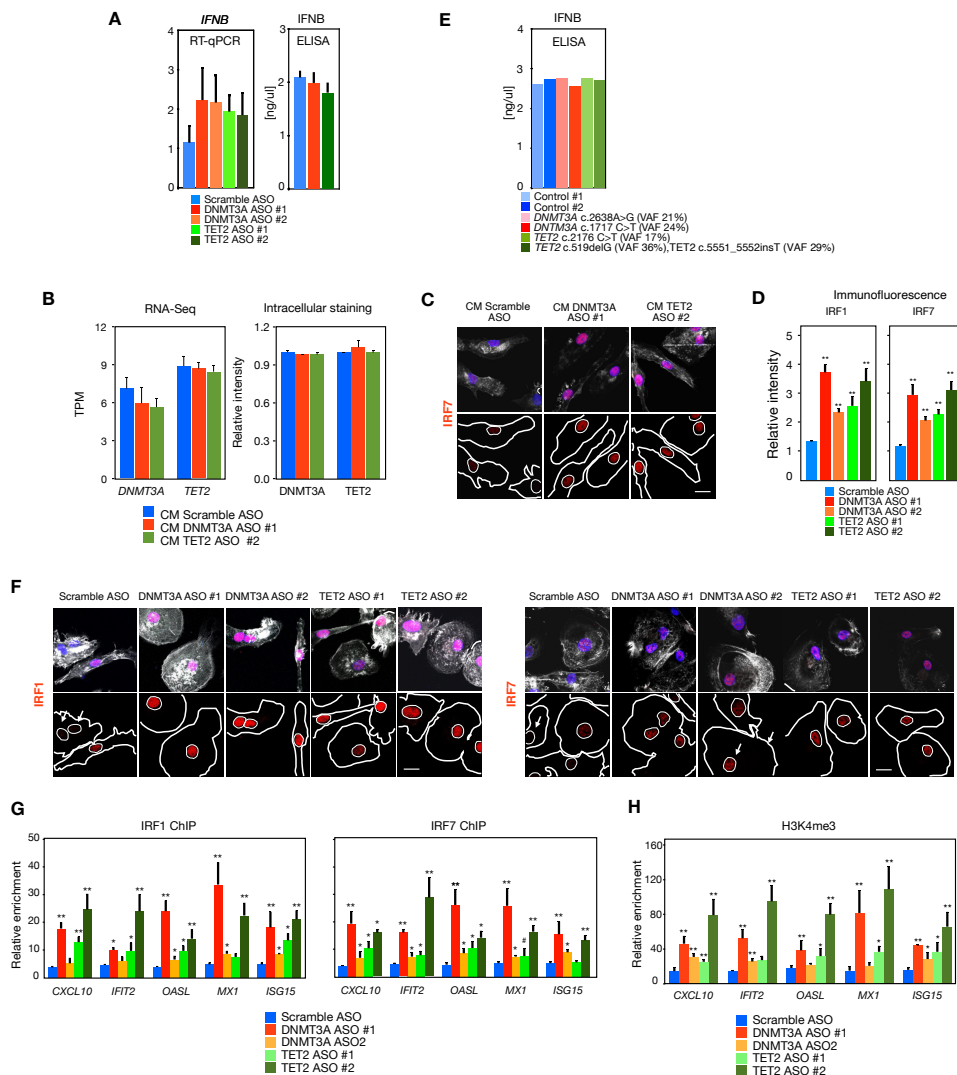 A
IFNB
RT-qPCR
4
3
2
1
0
IFNB
ELISA
[ng/ul]
3
2
1
0
Scramble ASO
DNMT3A ASO #1
DNMT3A ASO #2
TET2 ASO #1
TET2 ASO #2
E
IFNB
ELISA
[ng/ul]
4
3
2
1
0
Control #1
Control #2
DNMT3A c.2638A>G (VAF 21%)
DNTM3A c.1717 C>T (VAF 24%)
TET2 c.2176 C>T (VAF 17%)
TET2 c.519delG (VAF 36%),TET2 c.5551_5552insT (VAF 29%)
B
RNA-Seq
TPM
12
9
6
3
0
DNMT3A TET2
Intracellular staining
Relative intensity
1.2
0.9
0.6
0.3
0.0
DNMT3A TET2
CM Scramble ASO
CM DNMT3A ASO #1
CM TET2 ASO #2
C
CM Scramble ASO
CM DNMT3A ASO #1
CM TET2 ASO #2
IRF7
D
Immunofluorescence
IRF1
IRF7
Relative intensity
5
4
3
2
1
0
** ** ** **
** ** ** **
Scramble ASO
DNMT3A ASO #1
DNMT3A ASO #2
TET2 ASO #1
TET2 ASO #2
F
Scramble ASO DNMT3A ASO #1 DNMT3A ASO #2 TET2 ASO #1 TET2 ASO #2
IRF1
Scramble ASO DNMT3A ASO #1 DNMT3A ASO #2 TET2 ASO #1 TET2 ASO #2
IRF7
G
IRF1 ChIP
IRF7 ChIP
Relative enrichment
50
40
30
20
10
0
** ** ** * * ** ** * * ** ** * ** ** * * **
CXCL10 IFIT2 OASL MX1 ISG15
** * * * ** * * ** ** * * * ** * # ** ** * **
CXCL10 IFIT2 OASL MX1 ISG15
Scramble ASO
DNMT3A ASO #1
DNMT3A ASO2
TET2 ASO #1
TET2 ASO #2
H
H3K4me3
Relative enrichment
160
120
80
40
0
** ** ** ** ** ** ** ** * ** ** * ** ** * * **
CXCL10 IFIT2 OASL MX1 ISG15
Scramble ASO
DNMT3A ASO #1
DNMT3A ASO2
TET2 ASO #1
TET2 ASO #2